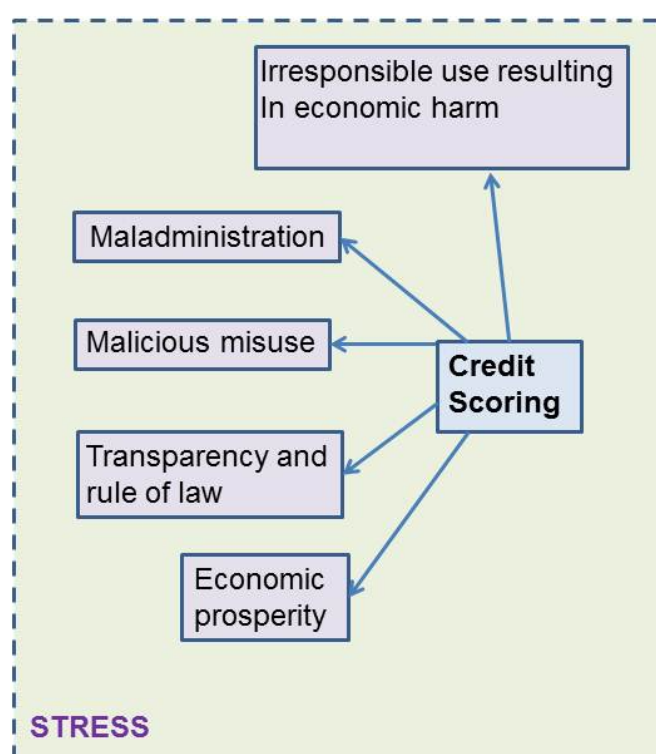 Irresponsible use resulting
In economic harm
Maladministration
Malicious misuse
Credit
Scoring
Transparency and
rule of law
Economic
prosperity
STRESS